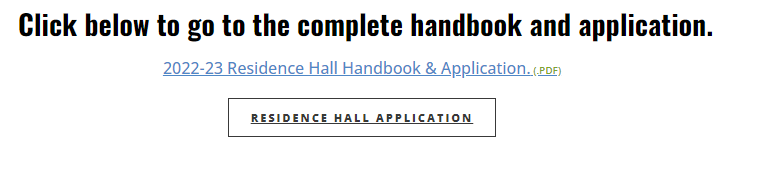 Click below to go to the complete handbook and application.
2022-23 Residence Hall Handbook & Application. (.PDF)
RESIDENCE HALL APPLICATION